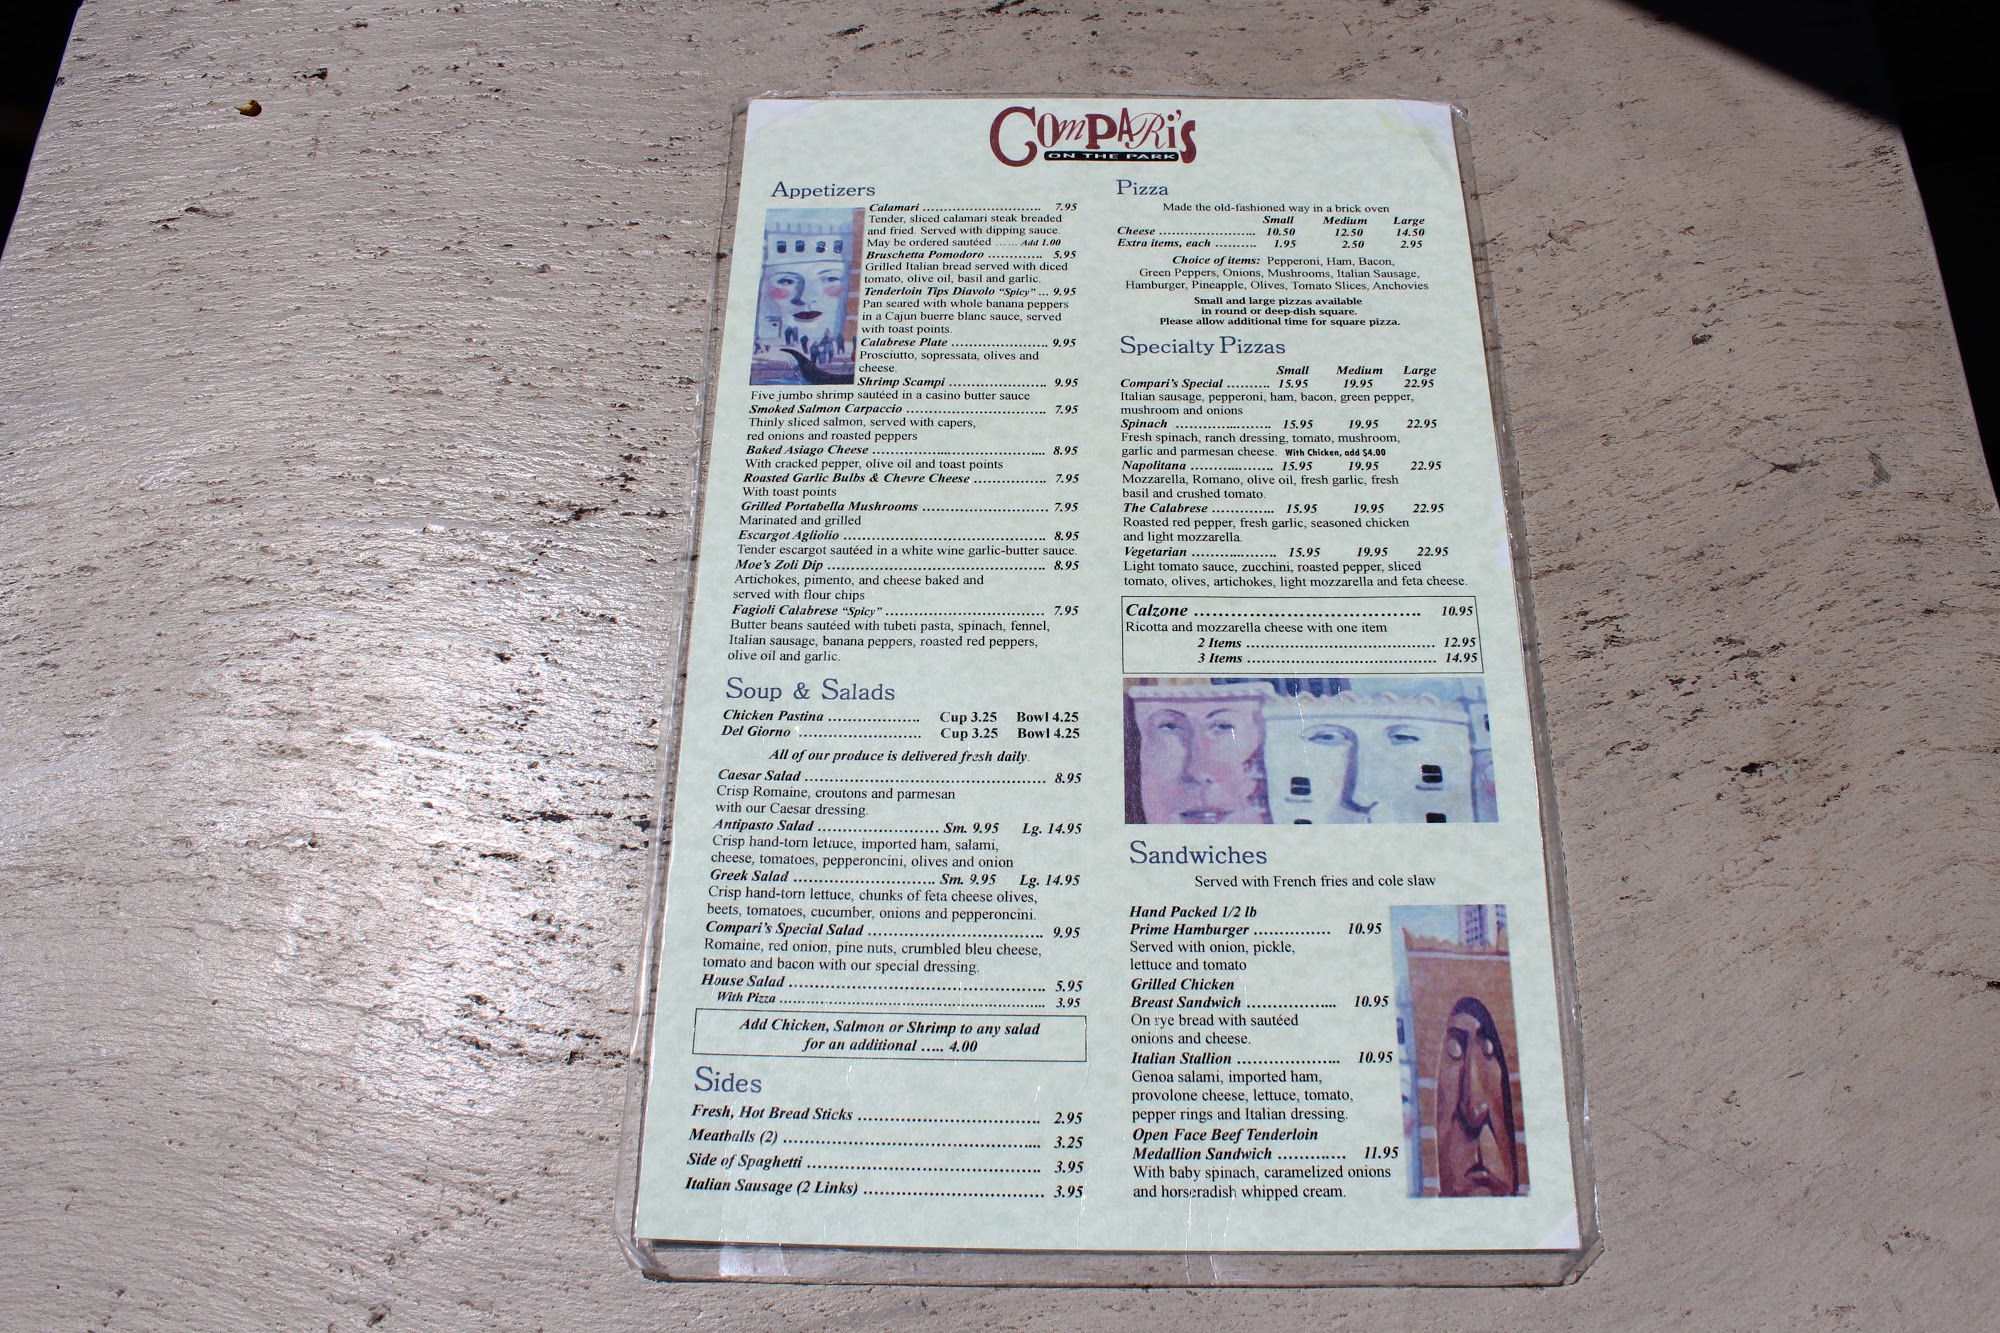 COMPARi's
ON THE PARK
Appetizers
Calamari ........................... 7.95
Tender, sliced calamari steak breaded
and fried. Served with dipping sauce.
May be ordered sautéed ...... Add 1.00
Bruschetta Pomodoro ............. 5.95
Grilled Italian bread served with diced
tomato, olive oil, basil and garlic.
Tenderloin Tips Diavolo "Spicy" ... 9.95
Pan seared with whole banana peppers
in a Cajun buerre blanc sauce, served
with toast points.
Calabrese Plate ...................... 9.95
Prosciutto, sopressata, olives and
cheese.
Shrimp Scampi ...................... 9.95
Five jumbo shrimp sautéed in a casino butter sauce
Smoked Salmon Carpaccio ................................ 7.95
Thinly sliced salmon, served with capers,
red onions and roasted peppers
Baked Asiago Cheese ....................................... 8.95
With cracked pepper, olive oil and toast points
Roasted Garlic Bulbs & Chevre Cheese ................ 7.95
With toast points
Grilled Portabella Mushrooms ............................ 7.95
Marinated and grilled
Escargot Agliolio .............................................. 8.95
Tender escargot sautéed in a white wine garlic-butter sauce.
Moe's Zoli Dip .................................................. 8.95
Artichokes, pimento, and cheese baked and
served with flour chips
Fagioli Calabrese "Spicy" ................................... 7.95
Butter beans sautéed with tubeti pasta, spinach, fennel,
Italian sausage, banana peppers, roasted red peppers,
olive oil and garlic.
Soup & Salads
Chicken Pastina ................... Cup 3.25 Bowl 4.25
Del Giorno ......................... Cup 3.25 Bowl 4.25
All of our produce is delivered fresh daily.
Caesar Salad .................................................. 8.95
Crisp Romaine, croutons and parmesan
with our Caesar dressing.
Antipasto Salad ......................... Sm. 9.95 Lg. 14.95
Crisp hand-torn lettuce, imported ham, salami,
cheese, tomatoes, pepperoncini, olives and onion
Greek Salad .............................. Sm. 9.95 Lg. 14.95
Crisp hand-torn lettuce, chunks of feta cheese olives,
beets, tomatoes, cucumber, onions and pepperoncini.
Compari's Special Salad .................................... 9.95
Romaine, red onion, pine nuts, crumbled bleu cheese,
tomato and bacon with our special dressing.
House Salad .................................................... 5.95
With Pizza ...................................................... 3.95
Add Chicken, Salmon or Shrimp to any salad
for an additional ..... 4.00
Sides
Fresh, Hot Bread Sticks .................................. 2.95
Meatballs (2) ................................................. 3.25
Side of Spaghetti ............................................ 3.95
Italian Sausage (2 Links) ................................. 3.95
Pizza
Made the old-fashioned way in a brick oven
Small Medium Large
Cheese ........................... 10.50 12.50 14.50
Extra items, each .......... 1.95 2.50 2.95
Choice of items: Pepperoni, Ham, Bacon,
Green Peppers, Onions, Mushrooms, Italian Sausage,
Hamburger, Pineapple, Olives, Tomato Slices, Anchovies
Small and large pizzas available
in round or deep-dish square.
Please allow additional time for square pizza.
Specialty Pizzas
Small Medium Large
Compari's Special .......... 15.95 19.95 22.95
Italian sausage, pepperoni, ham, bacon, green pepper,
mushroom and onions
Spinach ....................... 15.95 19.95 22.95
Fresh spinach, ranch dressing, tomato, mushroom,
garlic and parmesan cheese. With Chicken, add $4.00
Napolitana .................... 15.95 19.95 22.95
Mozzarella, Romano, olive oil, fresh garlic, fresh
basil and crushed tomato.
The Calabrese ............... 15.95 19.95 22.95
Roasted red pepper, fresh garlic, seasoned chicken
and light mozzarella.
Vegetarian .................... 15.95 19.95 22.95
Light tomato sauce, zucchini, roasted pepper, sliced
tomato, olives, artichokes, light mozzarella and feta cheese.
Calzone ...................................... 10.95
Ricotta and mozzarella cheese with one item
2 Items ............................................ 12.95
3 Items ............................................ 14.95
Sandwiches
Served with French fries and cole slaw
Hand Packed 1/2 lb
Prime Hamburger ............... 10.95
Served with onion, pickle,
lettuce and tomato
Grilled Chicken
Breast Sandwich ................. 10.95
On rye bread with sautéed
onions and cheese.
Italian Stallion .................... 10.95
Genoa salami, imported ham,
provolone cheese, lettuce, tomato,
pepper rings and Italian dressing.
Open Face Beef Tenderloin
Medallion Sandwich ............. 11.95
With baby spinach, caramelized onions
and horseradish whipped cream.